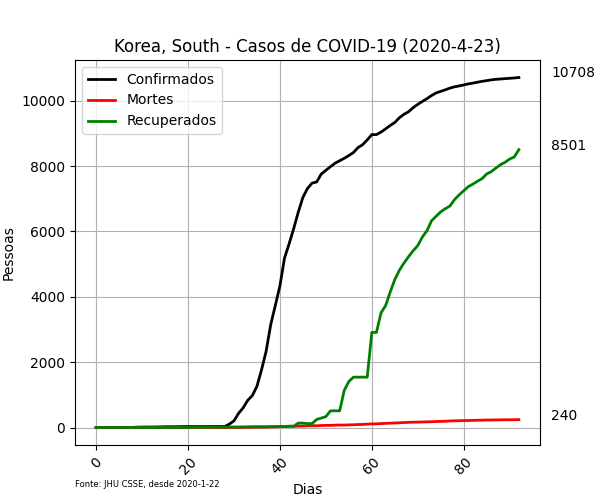 Korea, South - Casos de COVID-19 (2020-4-23)
Confirmados
Mortes
Recuperados
10708
8501
240
Pessoas
10000
8000
6000
4000
2000
0
0
20
40
60
80
Dias
Fonte: JHU CSSE, desde 2020-1-22